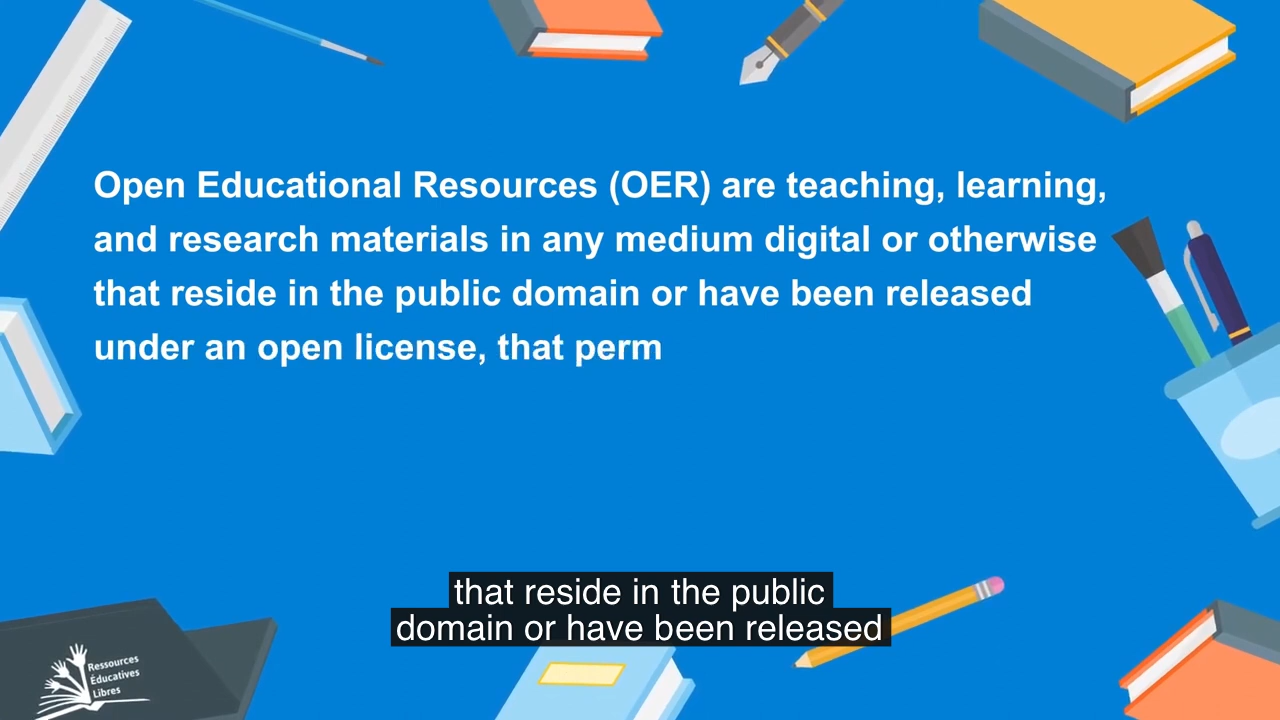 Open Educational Resources (OER) are teaching, learning,
and research materials in any medium digital or otherwise
that reside in the public domain or have been released
under an open license, that perm
that reside in the public
domain or have been released
Ressources
Éducatives
Libres